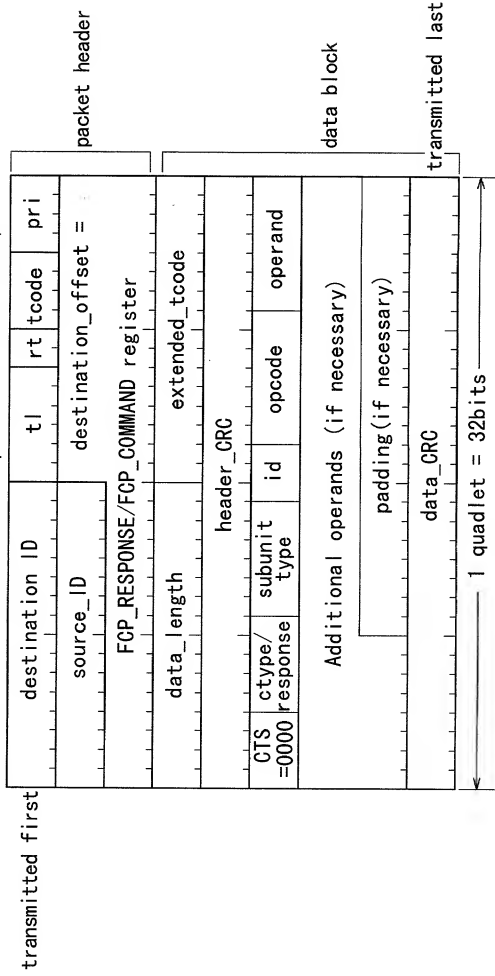 transmitted first
destination ID tl rt tcode pri
source_ID destination_offset =
FCP_RESPONSE/FCP_COMMAND register
packet header
data_length extended_tcode
header_CRC
CTS =0000 ctype/ response subunit type id opcode operand
Additional operands (if necessary)
padding(if necessary)
data_CRC
data block
transmitted last
1 quadlet = 32bits